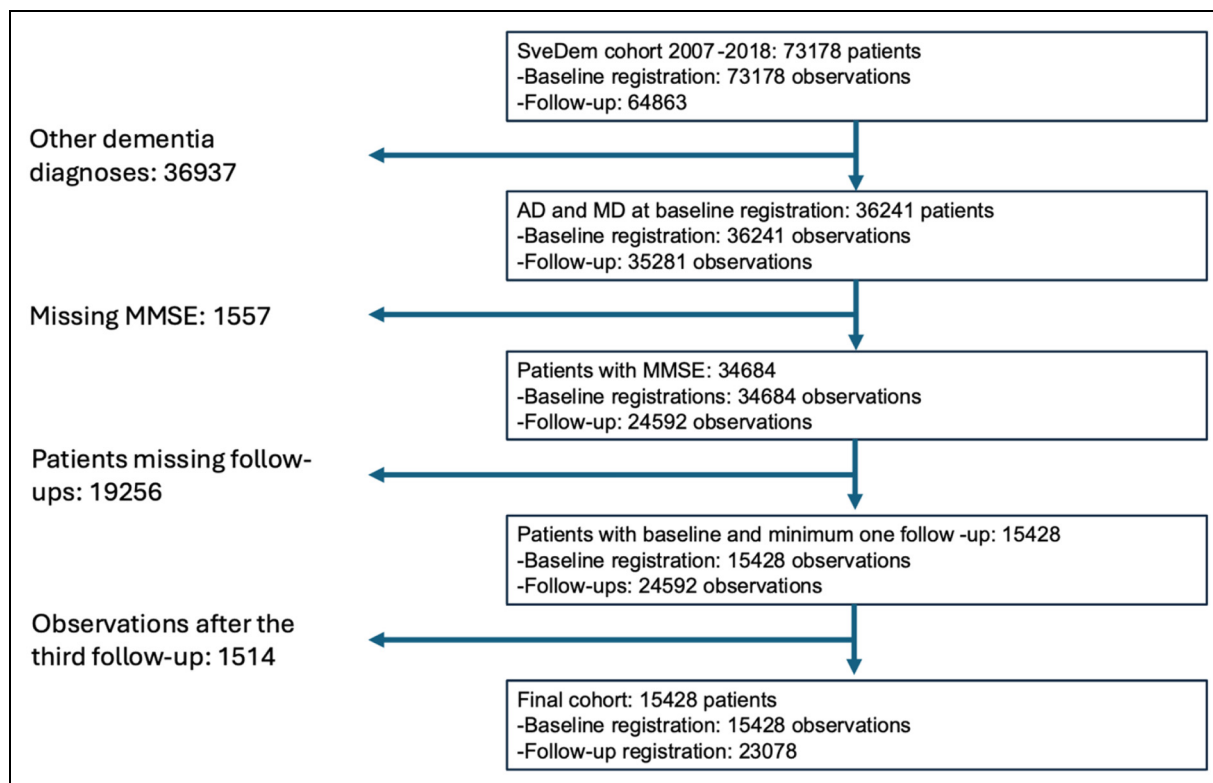 SveDem cohort 2007-2018: 73178 patients
-Baseline registration: 73178 observations
-Follow-up: 64863
Other dementia
diagnoses: 36937
AD and MD at baseline registration: 36241 patients
-Baseline registration: 36241 observations
-Follow-up: 35281 observations
Missing MMSE: 1557
Patients with MMSE: 34684
-Baseline registrations: 34684 observations
-Follow-up: 24592 observations
Patients missing follow-
ups: 19256
Patients with baseline and minimum one follow -up: 15428
-Baseline registration: 15428 observations
-Follow-ups: 24592 observations
Observations after the
third follow-up: 1514
Final cohort: 15428 patients
-Baseline registration: 15428 observations
-Follow-up registration: 23078